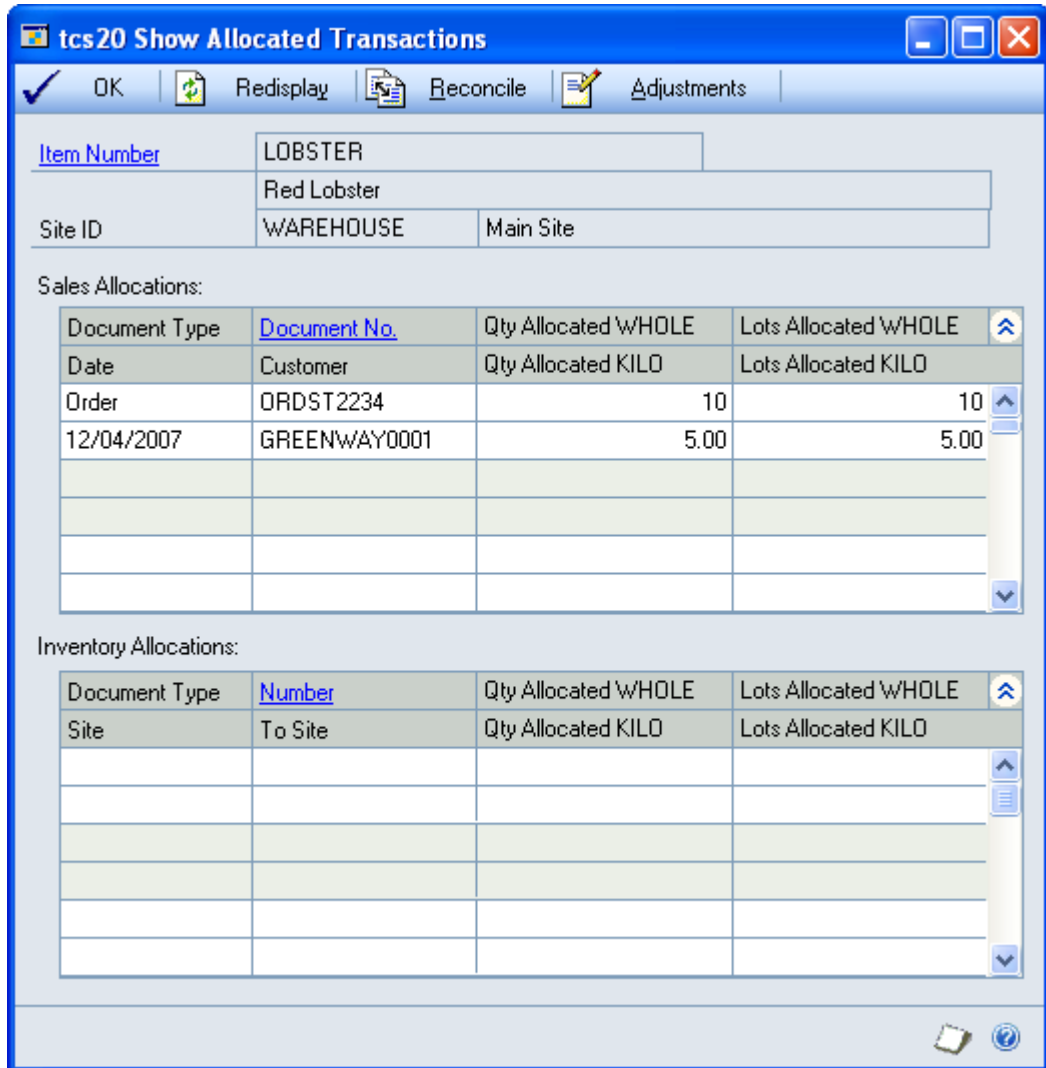 tcs20 Show Allocated Transactions
OK Redisplay Reconcile Adjustments
Item Number LOBSTER
Red Lobster
Site ID WAREHOUSE Main Site
Sales Allocations:
Document Type Document No. Qty Allocated WHOLE Lots Allocated WHOLE
Date Customer Qty Allocated KILO Lots Allocated KILO
Order ORDST2234 10 10
12/04/2007 GREENWAY0001 5.00 5.00
Inventory Allocations:
Document Type Number Qty Allocated WHOLE Lots Allocated WHOLE
Site To Site Qty Allocated KILO Lots Allocated KILO